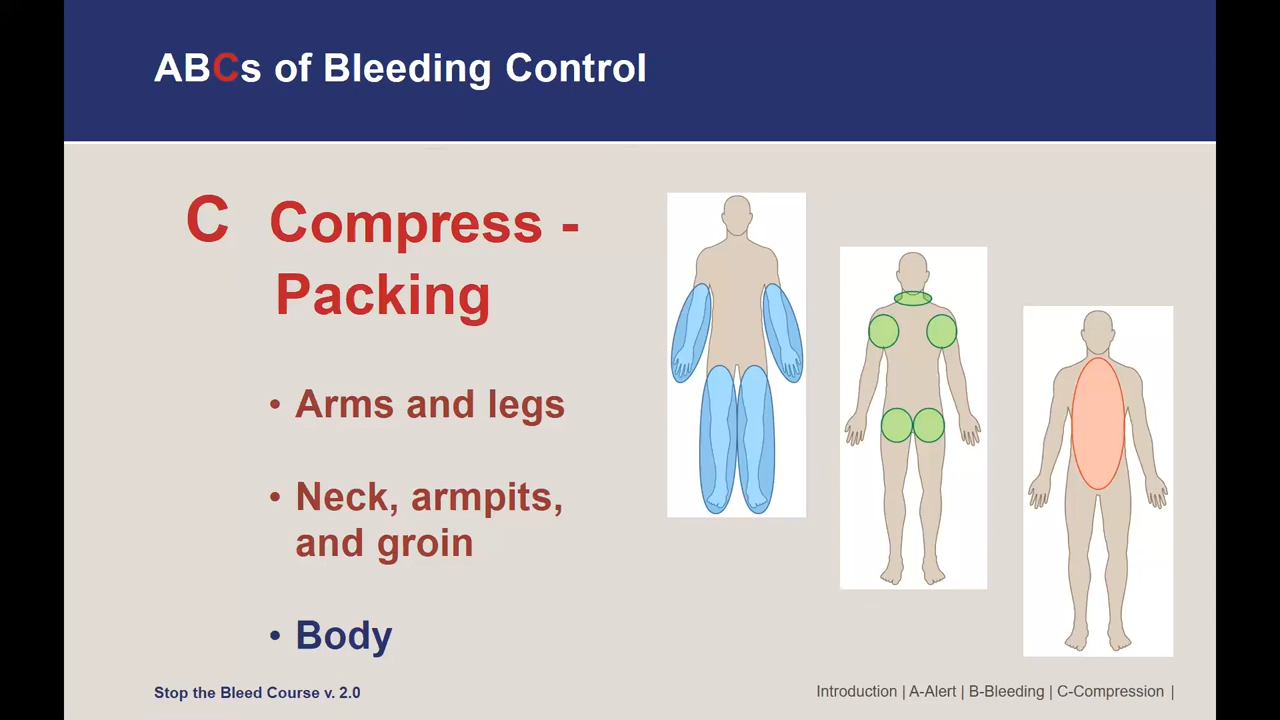 ABCs of Bleeding Control
C Compress -
Packing
• Arms and legs
• Neck, armpits,
and groin
• Body
Stop the Bleed Course v. 2.0
Introduction | A-Alert | B-Bleeding | C-Compression |